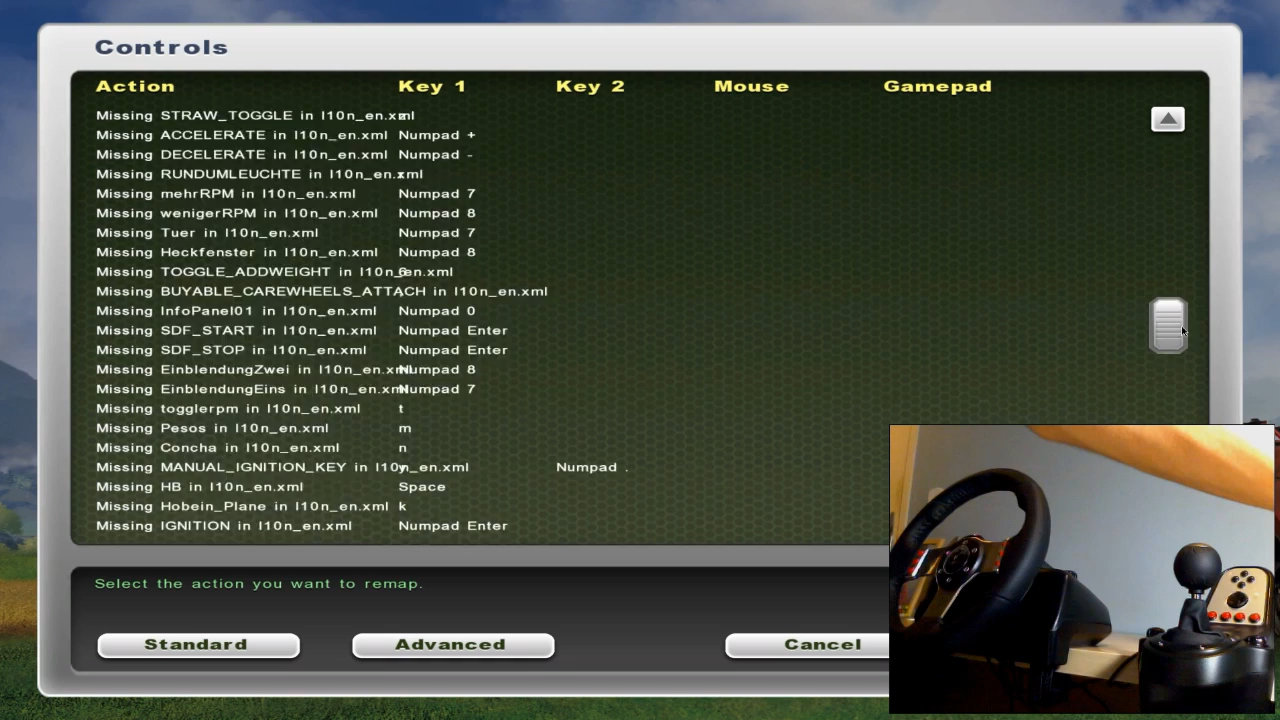 Controls
Action Key 1 Key 2 Mouse Gamepad
Missing STRAW_TOGGLE in l10n_en.xml
Missing ACCELERATE in l10n_en.xml Numpad +
Missing DECELERATE in l10n_en.xml Numpad -
Missing RUNDUMLEUCHTE in l10n_en.xml
Missing mehrRPM in l10n_en.xml Numpad 7
Missing wenigerRPM in l10n_en.xml Numpad 8
Missing Tuer in l10n_en.xml Numpad 7
Missing Heckfenster in l10n_en.xml Numpad 8
Missing TOGGLE_ADDWEIGHT in l10n_en.xml 6
Missing BUYABLE_CAREWHEELS_ATTACH in l10n_en.xml
Missing InfoPanel01 in l10n_en.xml Numpad 0
Missing SDF_START in l10n_en.xml Numpad Enter
Missing SDF_STOP in l10n_en.xml Numpad Enter
Missing EinblendungZwei in l10n_en.xml Numpad 8
Missing EinblendungEins in l10n_en.xml Numpad 7
Missing togglerpm in l10n_en.xml t
Missing Pesos in l10n_en.xml m
Missing Concha in l10n_en.xml n
Missing MANUAL_IGNITION_KEY in l10n_en.xml Numpad .
Missing HB in l10n_en.xml Space
Missing Hobein_Plane in l10n_en.xml k
Missing IGNITION in l10n_en.xml Numpad Enter
Select the action you want to remap.
Standard Advanced Cancel